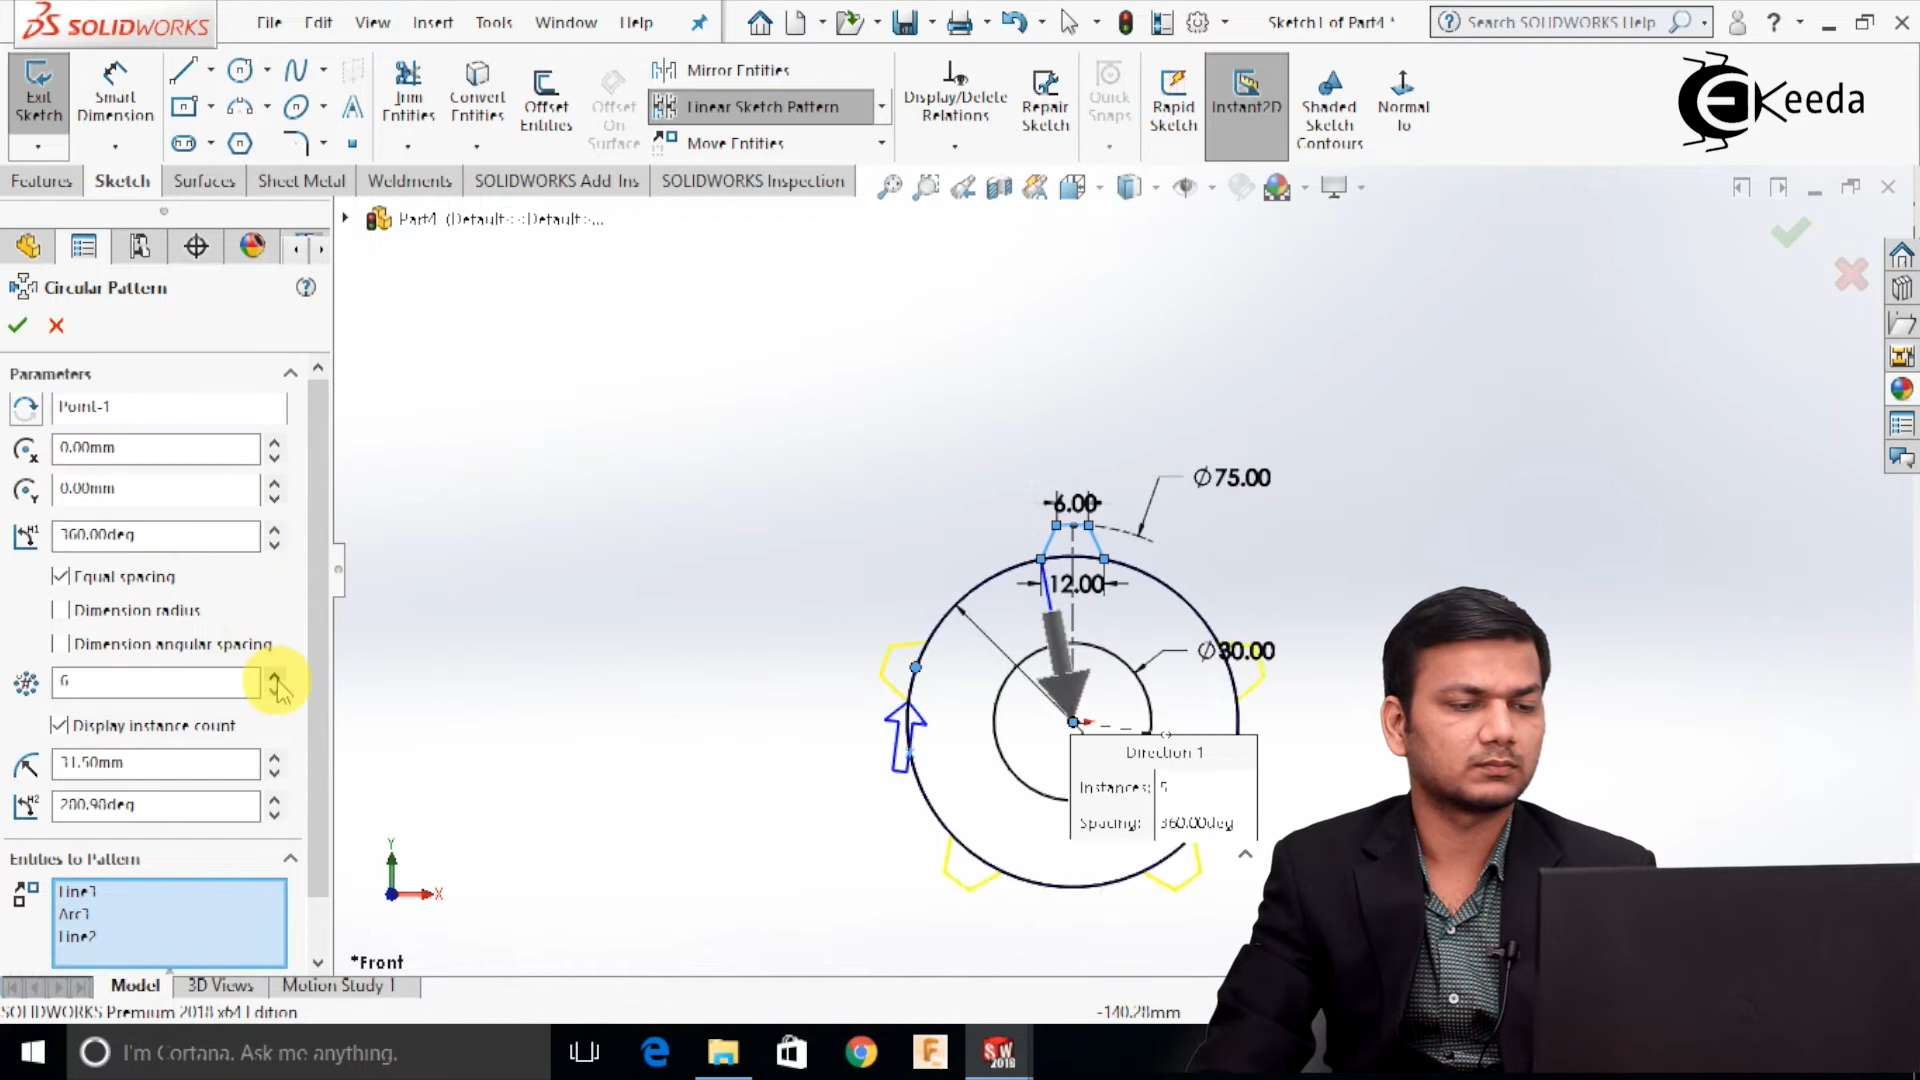 SOLIDWORKS
File Edit View Insert Tools Window Help
Sketch1 of Part4 *
Search SOLIDWORKS Help
?
Exit Sketch
Smart Dimension
Trim Entities
Convert Entities
Offset Entities
Offset On Surface
Mirror Entities
Linear Sketch Pattern
Move Entities
Display/Delete Relations
Repair Sketch
Quick Snaps
Rapid Sketch
Instant2D
Shaded Sketch Contours
Normal To
EKeeda
Features Sketch Surfaces Sheet Metal Weldments SOLIDWORKS Add-Ins SOLIDWORKS Inspection
Part4 (Default<<Default>...
Circular Pattern
Parameters
Point-1
0.00mm
0.00mm
360.00deg
Equal spacing
Dimension radius
Dimension angular spacing
6
Display instance count
31.50mm
280.98deg
Entities to Pattern
Line3
Arc3
Line2
Ø75.00
6.00
12.00
Ø30.00
Direction 1
Instances: 5
Spacing: 360.00deg
Y
X
*Front
Model 3D Views Motion Study 1
SOLIDWORKS Premium 2018 x64 Edition
-140.28mm
I'm Cortana. Ask me anything.
SW 2018